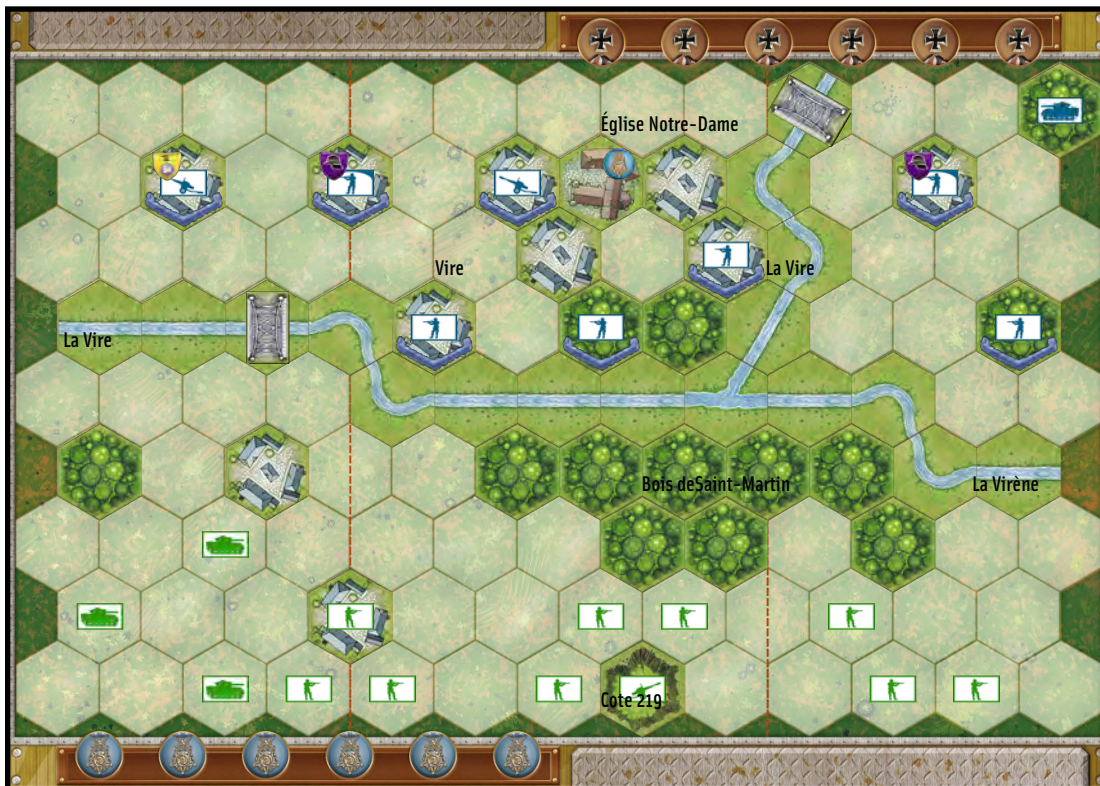 Église Notre-Dame
Vire
La Vire
La Vire
Bois deSaint-Martin
La Virène
Cote 219